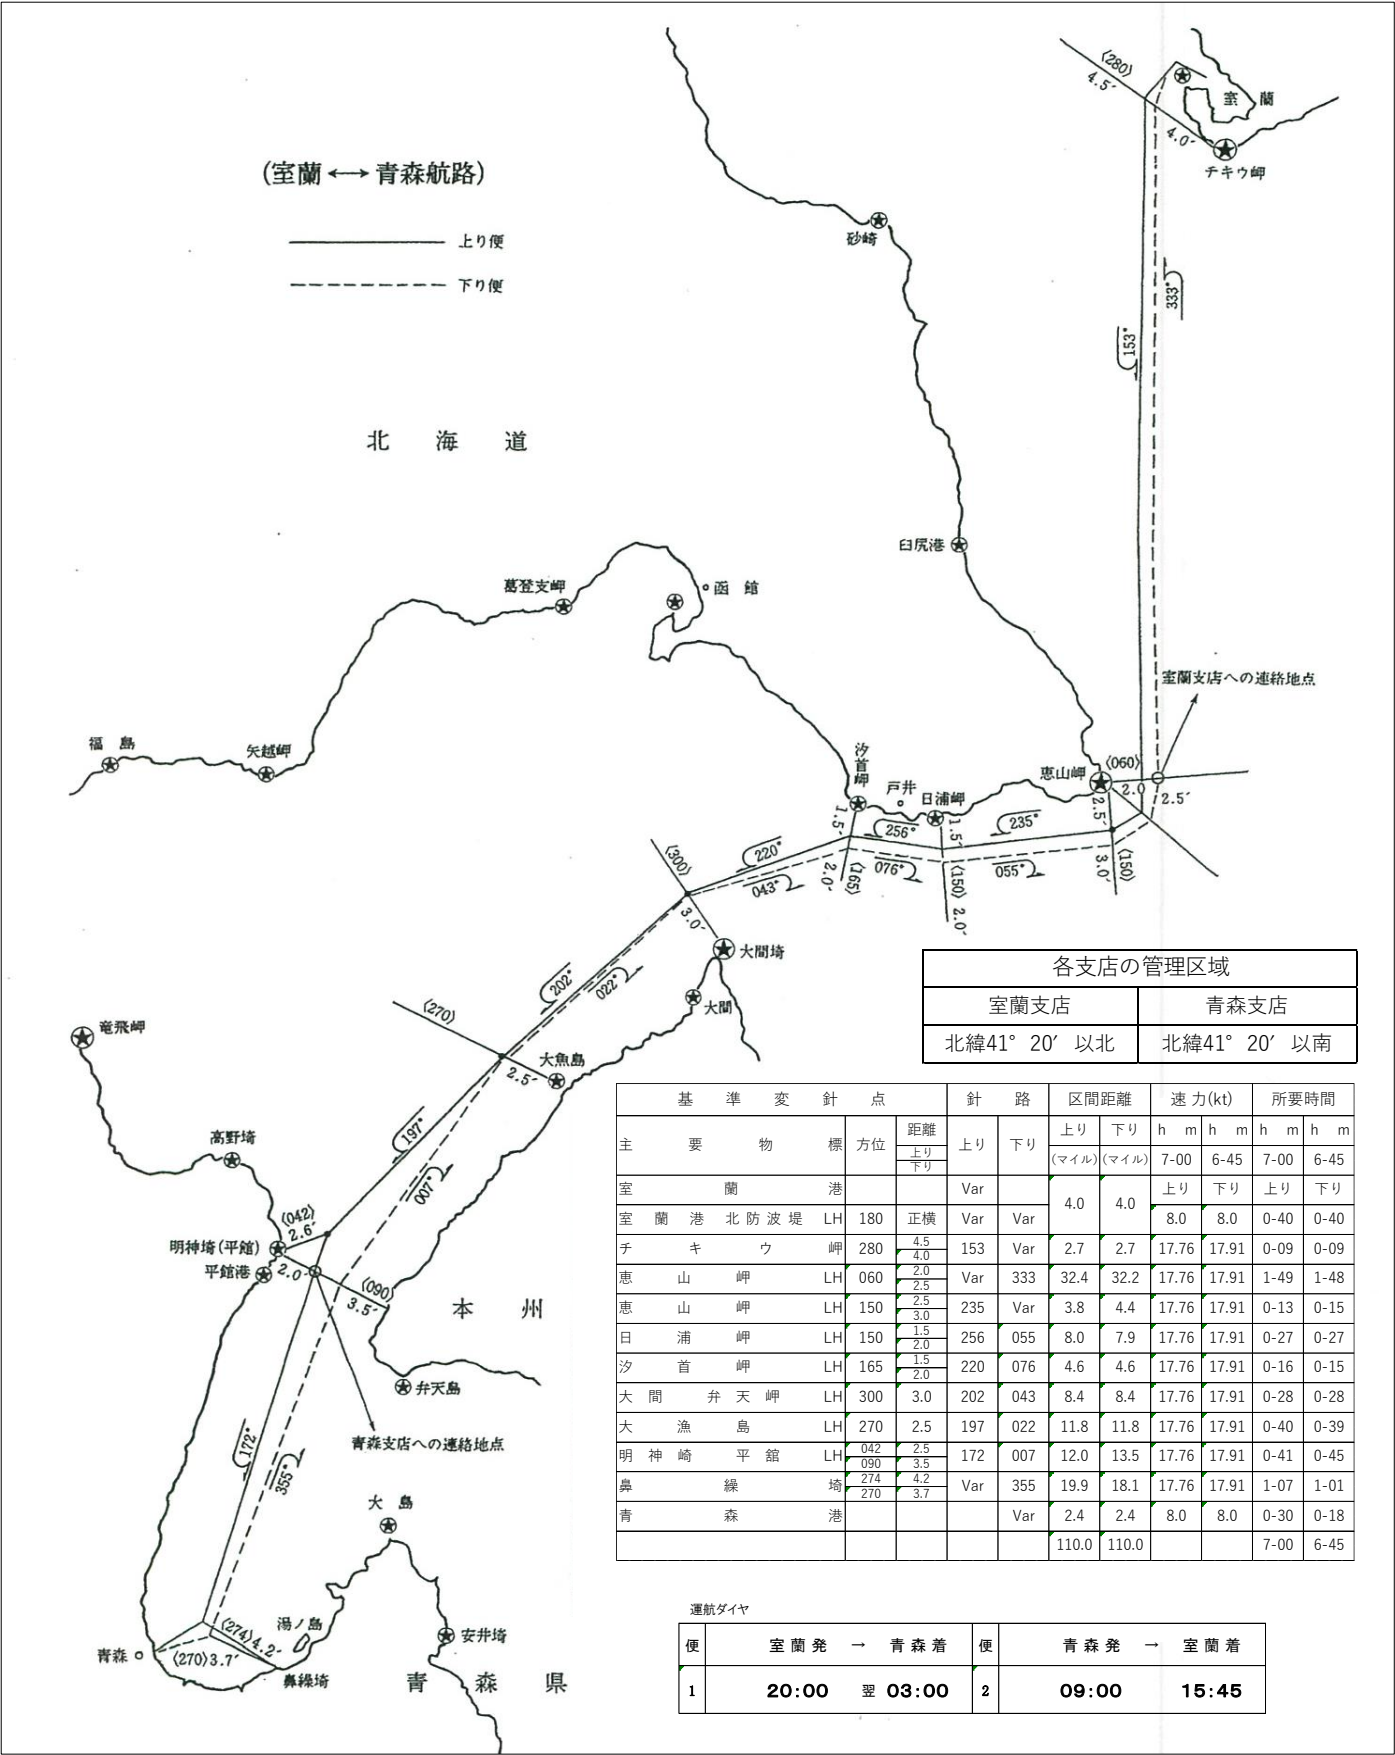 (室蘭←→青森航路)
上り便
下り便
北海道
本州
青森県
〈280〉
4.5′
4.0′
室蘭
チキウ岬
砂崎
333°
153°
臼尻港
葛登支岬
函館
室蘭支店への連絡地点
福島
矢越岬
汐首岬
戸井
日浦岬
恵山岬
〈060〉
2.0
2.5′
2.5′
3.0′
〈150〉
1.5′
256°
1.5′
235°
220°
043°
2.0′
〈165〉
076°
〈150〉
2.0′
055°
〈300〉
3.0′
大間埼
大間
202°
022°
〈270〉
2.5′
大魚島
竜飛岬
高野埼
197°
007°
〈042〉
2.6′
明神埼(平館)
平館港
2.0
〈090〉
3.5′
弁天島
青森支店への連絡地点
172°
355°
大島
湯ノ島
安井埼
青森
〈274〉4.2′
〈270〉3.7′
鼻繰埼
各支店の管理区域
室蘭支店 青森支店
北緯41°20′以北 北緯41°20′以南
基準変針点 針路 区間距離 速力(kt) 所要時間
主要物標 方位 距離 上り 下り 上り 下り 上り 下り h m h m h m h m
(マイル) (マイル) 7-00 6-45 7-00 6-45
室蘭港 Var 4.0 4.0 上り 下り 上り 下り
室蘭港北防波堤 LH 180 正横 Var Var 8.0 8.0 0-40 0-40
チキウ岬 280 4.5 4.0 153 Var 2.7 2.7 17.76 17.91 0-09 0-09
恵山岬 LH 060 2.0 2.5 Var 333 32.4 32.2 17.76 17.91 1-49 1-48
恵山岬 LH 150 2.5 3.0 235 Var 3.8 4.4 17.76 17.91 0-13 0-15
日浦岬 LH 150 1.5 2.0 256 055 8.0 7.9 17.76 17.91 0-27 0-27
汐首岬 LH 165 1.5 2.0 220 076 4.6 4.6 17.76 17.91 0-16 0-15
大間弁天岬 LH 300 3.0 202 043 8.4 8.4 17.76 17.91 0-28 0-28
大漁島 LH 270 2.5 197 022 11.8 11.8 17.76 17.91 0-40 0-39
明神崎平舘 LH 042 090 2.5 3.5 172 007 12.0 13.5 17.76 17.91 0-41 0-45
鼻繰埼 274 270 4.2 3.7 Var 355 19.9 18.1 17.76 17.91 1-07 1-01
青森港 Var 2.4 2.4 8.0 8.0 0-30 0-18
110.0 110.0 7-00 6-45
運航ダイヤ
便 室蘭発 → 青森着 便 青森発 → 室蘭着
1 20:00 翌 03:00 2 09:00 15:45